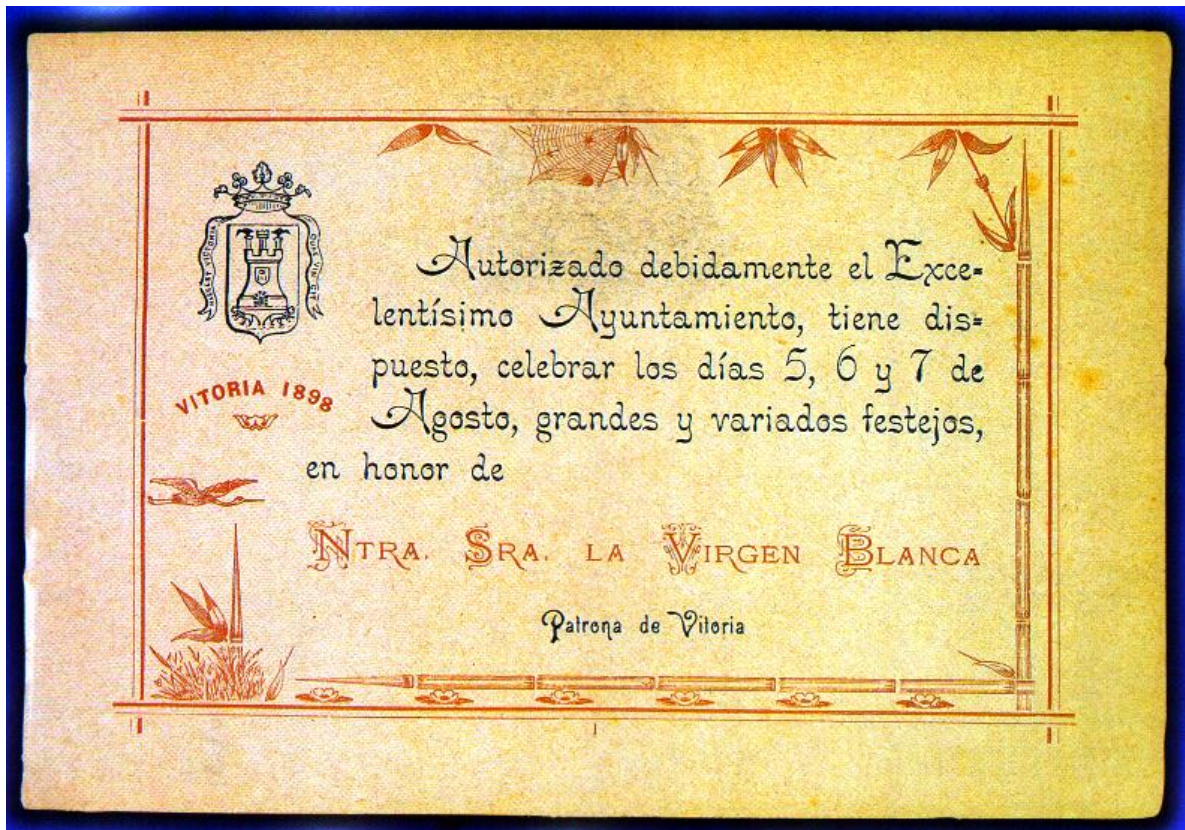 Autorizado debidamente el Exce-
lentísimo Ayuntamiento, tiene dis-
puesto, celebrar los días 5, 6 y 7 de
Agosto, grandes y variados festejos,
en honor de
NTRA. SRA. LA VIRGEN BLANCA
Patrona de Vitoria
VITORIA 1898
1